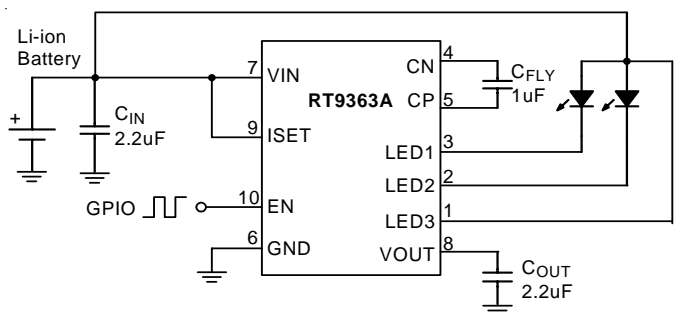 Li-ion
Battery
+
C_IN
2.2uF
7
VIN
9
ISET
GPIO
10
EN
6
GND
RT9363A
CN
4
CP
5
C_FLY
1uF
LED1
3
LED2
2
LED3
1
VOUT
8
C_OUT
2.2uF